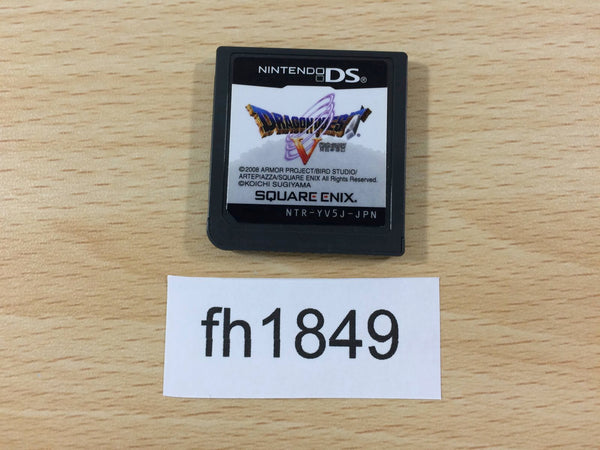 NINTENDO DS®
DRAGON QUEST
V
©2008 ARMOR PROJECT/BIRD STUDIO/
ARTEPIAZZA/SQUARE ENIX All Rights Reserved.
©KOICHI SUGIYAMA
SQUARE ENIX.
NTR-YV5J-JPN
fh1849